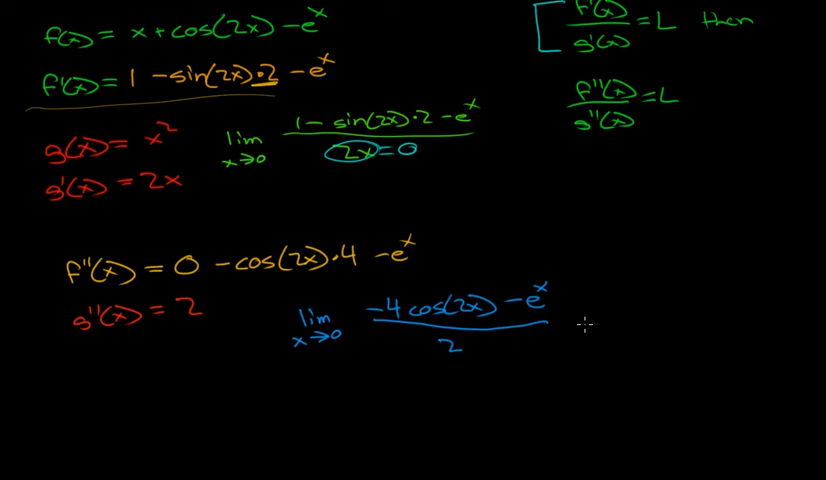 f(x) = x + cos(2x) - e^x
f'(x) = 1 - sin(2x)·2 - e^x
g(x) = x^2
g'(x) = 2x
lim x→0 (1 - sin(2x)·2 - e^x) / 2x = 0
f'(x) / g'(x) = L then
f''(x) / g''(x) = L
f''(x) = 0 - cos(2x)·4 - e^x
g''(x) = 2
lim x→0 (-4cos(2x) - e^x) / 2